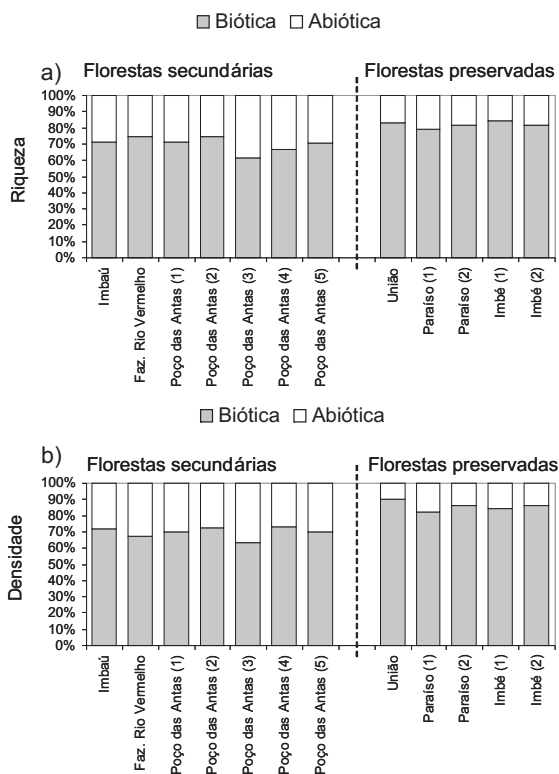 Biótica Abiótica
a) Florestas secundárias Florestas preservadas
Riqueza
100%
90%
80%
70%
60%
50%
40%
30%
20%
10%
0%
Imbaú
Faz. Rio Vermelho
Poço das Antas (1)
Poço das Antas (2)
Poço das Antas (3)
Poço das Antas (4)
Poço das Antas (5)
União
Paraíso (1)
Paraíso (2)
Imbé (1)
Imbé (2)
Biótica Abiótica
b) Florestas secundárias Florestas preservadas
Densidade
100%
90%
80%
70%
60%
50%
40%
30%
20%
10%
0%
Imbaú
Faz. Rio Vermelho
Poço das Antas (1)
Poço das Antas (2)
Poço das Antas (3)
Poço das Antas (4)
Poço das Antas (5)
União
Paraíso (1)
Paraíso (2)
Imbé (1)
Imbé (2)